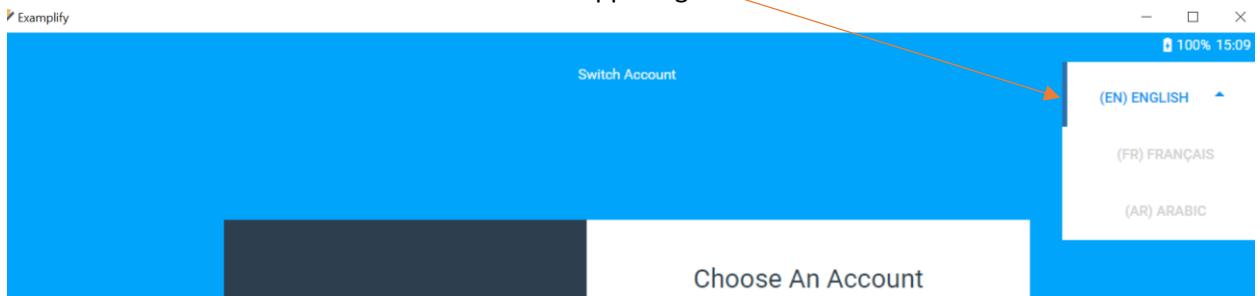 Examplify
100% 15:09
Switch Account
(EN) ENGLISH
(FR) FRANÇAIS
(AR) ARABIC
Choose An Account